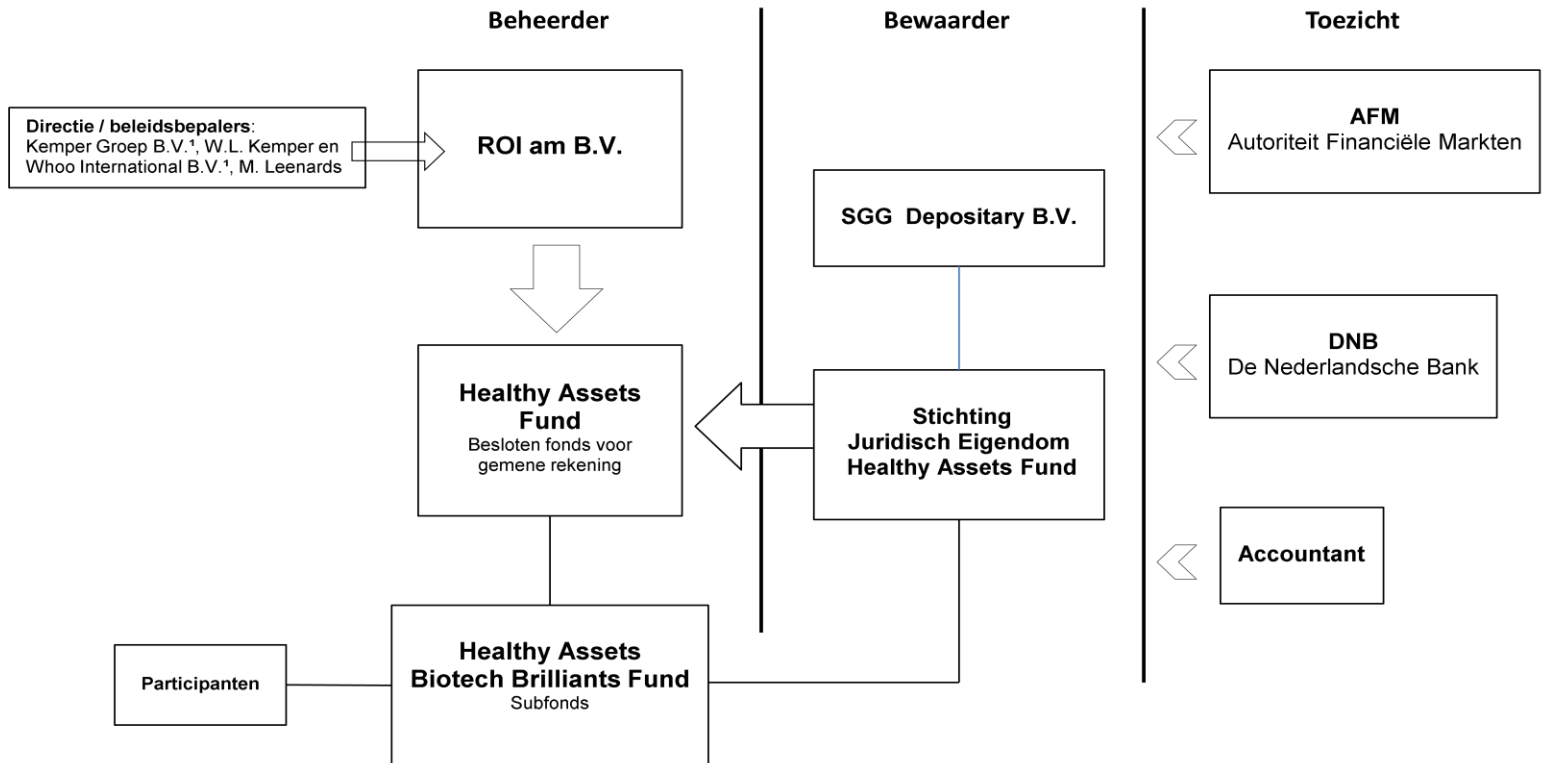 Beheerder
Bewaarder
Toezicht
Directie / beleidsbepalers:
Kemper Groep B.V.¹, W.L. Kemper en
Whoo International B.V.¹, M. Leenards
ROI am B.V.
SGG Depositary B.V.
AFM
Autoriteit Financiële Markten
Healthy Assets
Fund
Besloten fonds voor
gemene rekening
Stichting
Juridisch Eigendom
Healthy Assets Fund
DNB
De Nederlandsche Bank
Accountant
Participanten
Healthy Assets
Biotech Brilliants Fund
Subfonds